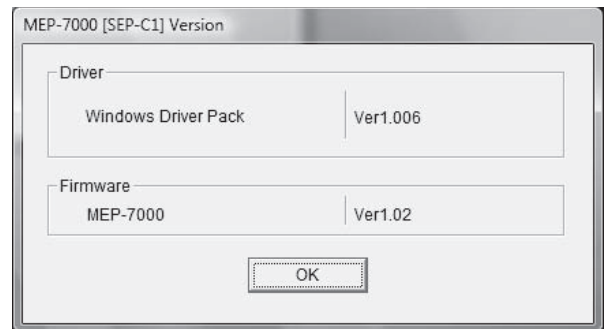 MEP-7000 [SEP-C1] Version
Driver
Windows Driver Pack Ver1.006
Firmware
MEP-7000 Ver1.02
OK